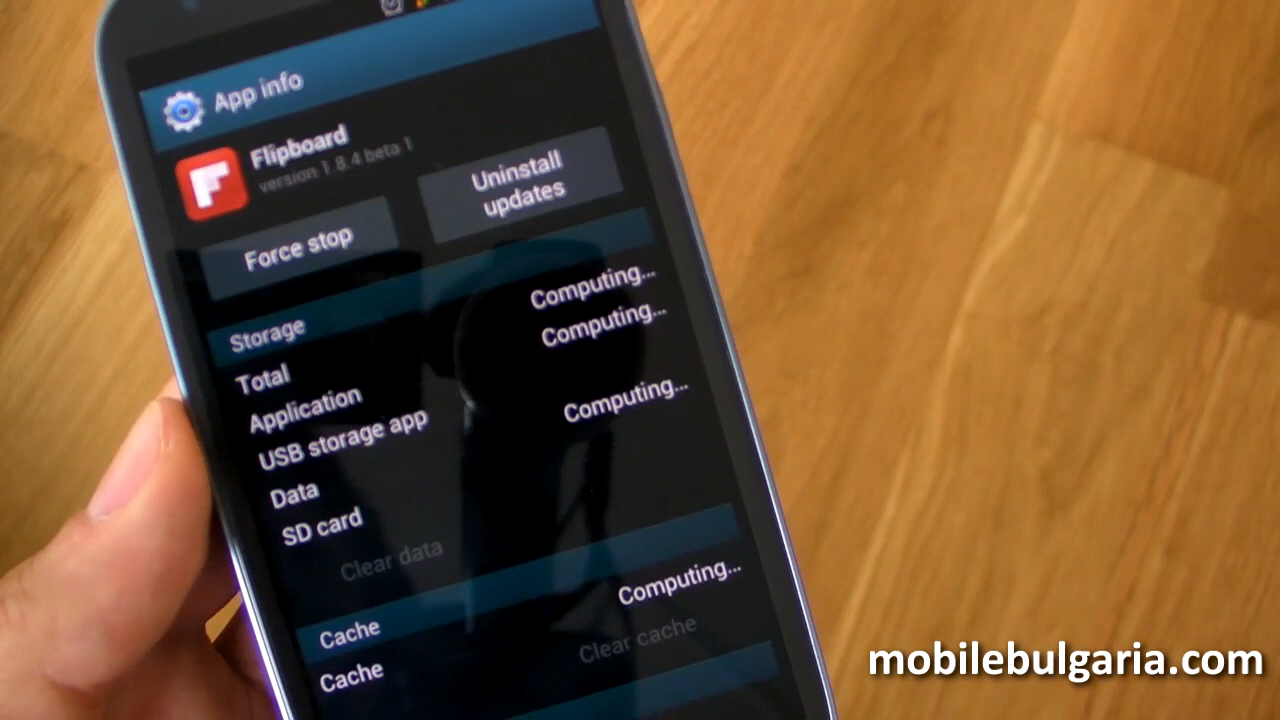 App info
Flipboard
version 1.8.4 beta 1
Force stop
Uninstall
updates
Storage
Total
Computing...
Application
Computing...
USB storage app
Data
Computing...
SD card
Clear data
Cache
Cache
Computing...
Clear cache
mobilebulgaria.com